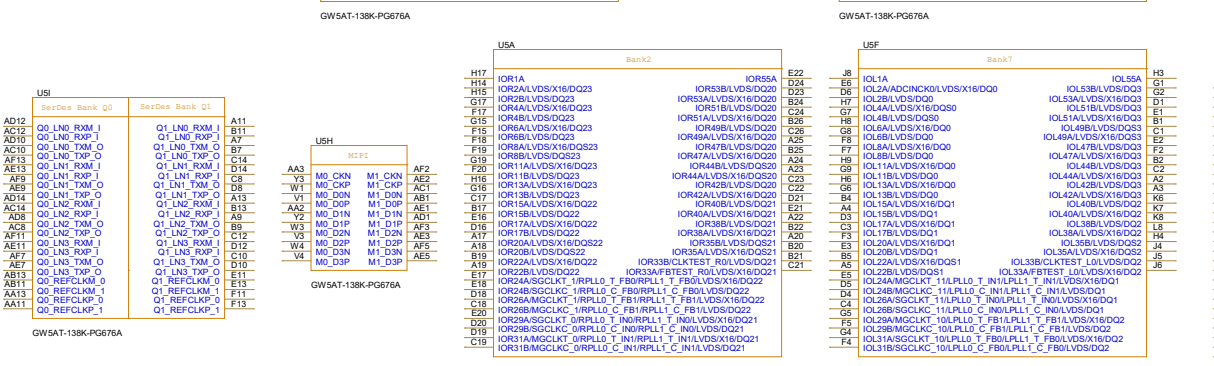 GW5AT-138K-PG676A
GW5AT-138K-PG676A
U5I
SerDes Bank Q0 SerDes Bank Q1
AD12 Q0_LN0_RXM_I Q1_LN0_RXM_I A11
AC12 Q0_LN0_RXP_I Q1_LN0_RXP_I B11
AD10 Q0_LN0_TXM_O Q1_LN0_TXM_O A7
AC10 Q0_LN0_TXP_O Q1_LN0_TXP_O B7
AF13 Q0_LN1_RXM_I Q1_LN1_RXM_I C14
AE13 Q0_LN1_RXP_I Q1_LN1_RXP_I D14
AF9 Q0_LN1_TXM_O Q1_LN1_TXM_O C8
AE9 Q0_LN1_TXP_O Q1_LN1_TXP_O D8
AD14 Q0_LN2_RXM_I Q1_LN2_RXM_I A13
AC14 Q0_LN2_RXP_I Q1_LN2_RXP_I B13
AD8 Q0_LN2_TXM_O Q1_LN2_TXM_O A9
AC8 Q0_LN2_TXP_O Q1_LN2_TXP_O B9
AF11 Q0_LN3_RXM_I Q1_LN3_RXM_I C12
AE11 Q0_LN3_RXP_I Q1_LN3_RXP_I D12
AF7 Q0_LN3_TXM_O Q1_LN3_TXM_O C10
AE7 Q0_LN3_TXP_O Q1_LN3_TXP_O D10
AB13 Q0_REFCLKM_0 Q1_REFCLKM_0 E11
AB11 Q0_REFCLKM_1 Q1_REFCLKM_1 E13
AA13 Q0_REFCLKP_0 Q1_REFCLKP_0 F11
AA11 Q0_REFCLKP_1 Q1_REFCLKP_1 F13
GW5AT-138K-PG676A
U5H
MIPI
AA3 M0_CKN M1_CKN AF2
Y3 M0_CKP M1_CKP AE2
W1 M0_D0N M1_D0N AC1
V1 M0_D0P M1_D0P AB1
AA2 M0_D1N M1_D1N AE1
Y2 M0_D1P M1_D1P AD1
W3 M0_D2N M1_D2N AF3
V3 M0_D2P M1_D2P AE3
W4 M0_D3N M1_D3N AF5
V4 M0_D3P M1_D3P AE5
GW5AT-138K-PG676A
U5A
Bank2
H17 IOR1A IOR55A E22
H14 IOR2A/LVDS/X16/DQ23 IOR53B/LVDS/DQ20 D24
H15 IOR2B/LVDS/DQ23 IOR53A/LVDS/X16/DQ20 D23
G17 IOR4A/LVDS/X16/DQ23 IOR51B/LVDS/DQ20 B24
F17 IOR4B/LVDS/DQ23 IOR51A/LVDS/X16/DQ20 C24
G15 IOR6A/LVDS/X16/DQ23 IOR49B/LVDS/DQ20 B26
F15 IOR6B/LVDS/DQ23 IOR49A/LVDS/X16/DQ20 C26
F18 IOR8A/LVDS/X16/DQS23 IOR47B/LVDS/DQ20 A25
F19 IOR8B/LVDS/DQS23 IOR47A/LVDS/X16/DQ20 B25
G19 IOR11A/LVDS/X16/DQ23 IOR44B/LVDS/DQS20 A24
F20 IOR11B/LVDS/DQ23 IOR44A/LVDS/X16/DQS20 A23
H16 IOR13A/LVDS/X16/DQ23 IOR42B/LVDS/DQ20 C23
G16 IOR13B/LVDS/DQ23 IOR42A/LVDS/X16/DQ20 C22
C17 IOR15A/LVDS/X16/DQ22 IOR40B/LVDS/DQ21 D21
B17 IOR15B/LVDS/DQ22 IOR40A/LVDS/X16/DQ21 E21
E16 IOR17A/LVDS/X16/DQ22 IOR38B/LVDS/DQ21 A22
D16 IOR17B/LVDS/DQ22 IOR38A/LVDS/X16/DQ21 B22
A17 IOR20A/LVDS/X16/DQS22 IOR35B/LVDS/DQS21 A20
A18 IOR20B/LVDS/DQS22 IOR35A/LVDS/X16/DQS21 B20
B19 IOR22A/LVDS/X16/DQ22 IOR33B/CLKTEST_R0/LVDS/DQ21 B21
A19 IOR22B/LVDS/DQ22 IOR33A/FBTEST_R0/LVDS/X16/DQ21 C21
E17 IOR24A/SGCLKT_1/RPLL0_T_FB0/RPLL1_T_FB0/LVDS/X16/DQ22
E18 IOR24B/SGCLKC_1/RPLL0_C_FB0/RPLL1_C_FB0/LVDS/DQ22
D18 IOR26A/MGCLKT_1/RPLL0_T_FB1/RPLL1_T_FB1/LVDS/X16/DQ22
C18 IOR26B/MGCLKC_1/RPLL0_C_FB1/RPLL1_C_FB1/LVDS/DQ22
E20 IOR29A/SGCLKT_0/RPLL0_T_IN0/RPLL1_T_IN0/LVDS/X16/DQ21
D20 IOR29B/SGCLKC_0/RPLL0_C_IN0/RPLL1_C_IN0/LVDS/DQ21
D19 IOR31A/MGCLKT_0/RPLL0_T_IN1/RPLL1_T_IN1/LVDS/X16/DQ21
C19 IOR31B/MGCLKC_0/RPLL0_C_IN1/RPLL1_C_IN1/LVDS/DQ21
U5F
Bank7
J8 IOL1A IOL55A H3
E6 IOL2A/ADCINCK0/LVDS/X16/DQ0 IOL53B/LVDS/DQ3 G1
D6 IOL2B/LVDS/DQ0 IOL53A/LVDS/X16/DQ3 G2
H7 IOL4A/LVDS/X16/DQS0 IOL51B/LVDS/DQ3 D1
G7 IOL4B/LVDS/DQS0 IOL51A/LVDS/X16/DQ3 E1
H8 IOL6A/LVDS/X16/DQ0 IOL49B/LVDS/DQS3 B1
G8 IOL6B/LVDS/DQ0 IOL49A/LVDS/X16/DQS3 C1
F8 IOL8A/LVDS/X16/DQ0 IOL47B/LVDS/DQ3 E2
F7 IOL8B/LVDS/DQ0 IOL47A/LVDS/X16/DQ3 F2
H9 IOL11A/LVDS/X16/DQ0 IOL44B/LVDS/DQ3 B2
G9 IOL11B/LVDS/DQ0 IOL44A/LVDS/X16/DQ3 C2
H6 IOL13A/LVDS/X16/DQ0 IOL42B/LVDS/DQ3 A2
G6 IOL13B/LVDS/DQ0 IOL42A/LVDS/X16/DQ3 A3
B4 IOL15A/LVDS/X16/DQ1 IOL40B/LVDS/DQ2 K6
A4 IOL15B/LVDS/DQ1 IOL40A/LVDS/X16/DQ2 K7
D3 IOL17A/LVDS/X16/DQ1 IOL38B/LVDS/DQ2 K8
C3 IOL17B/LVDS/DQ1 IOL38A/LVDS/X16/DQ2 L8
F3 IOL20A/LVDS/X16/DQ1 IOL35B/LVDS/DQS2 H4
E3 IOL20B/LVDS/DQ1 IOL35A/LVDS/X16/DQS2 J4
B5 IOL22A/LVDS/X16/DQS1 IOL33B/CLKTEST_L0/LVDS/DQ2 J5
A5 IOL22B/LVDS/DQS1 IOL33A/FBTEST_L0/LVDS/X16/DQ2 J6
E5 IOL24A/MGCLKT_11/LPLL0_T_IN1/LPLL1_T_IN1/LVDS/X16/DQ1
D5 IOL24B/MGCLKC_11/LPLL0_C_IN1/LPLL1_C_IN1/LVDS/DQ1
D4 IOL26A/SGCLKT_11/LPLL0_T_IN0/LPLL1_T_IN0/LVDS/X16/DQ1
C4 IOL26B/SGCLKC_11/LPLL0_C_IN0/LPLL1_C_IN0/LVDS/DQ1
G5 IOL29A/MGCLKT_10/LPLL0_T_FB1/LPLL1_T_FB1/LVDS/X16/DQ2
F5 IOL29B/MGCLKC_10/LPLL0_C_FB1/LPLL1_C_FB1/LVDS/DQ2
G4 IOL31A/SGCLKT_10/LPLL0_T_FB0/LPLL1_T_FB0/LVDS/X16/DQ2
F4 IOL31B/SGCLKC_10/LPLL0_C_FB0/LPLL1_C_FB0/LVDS/DQ2